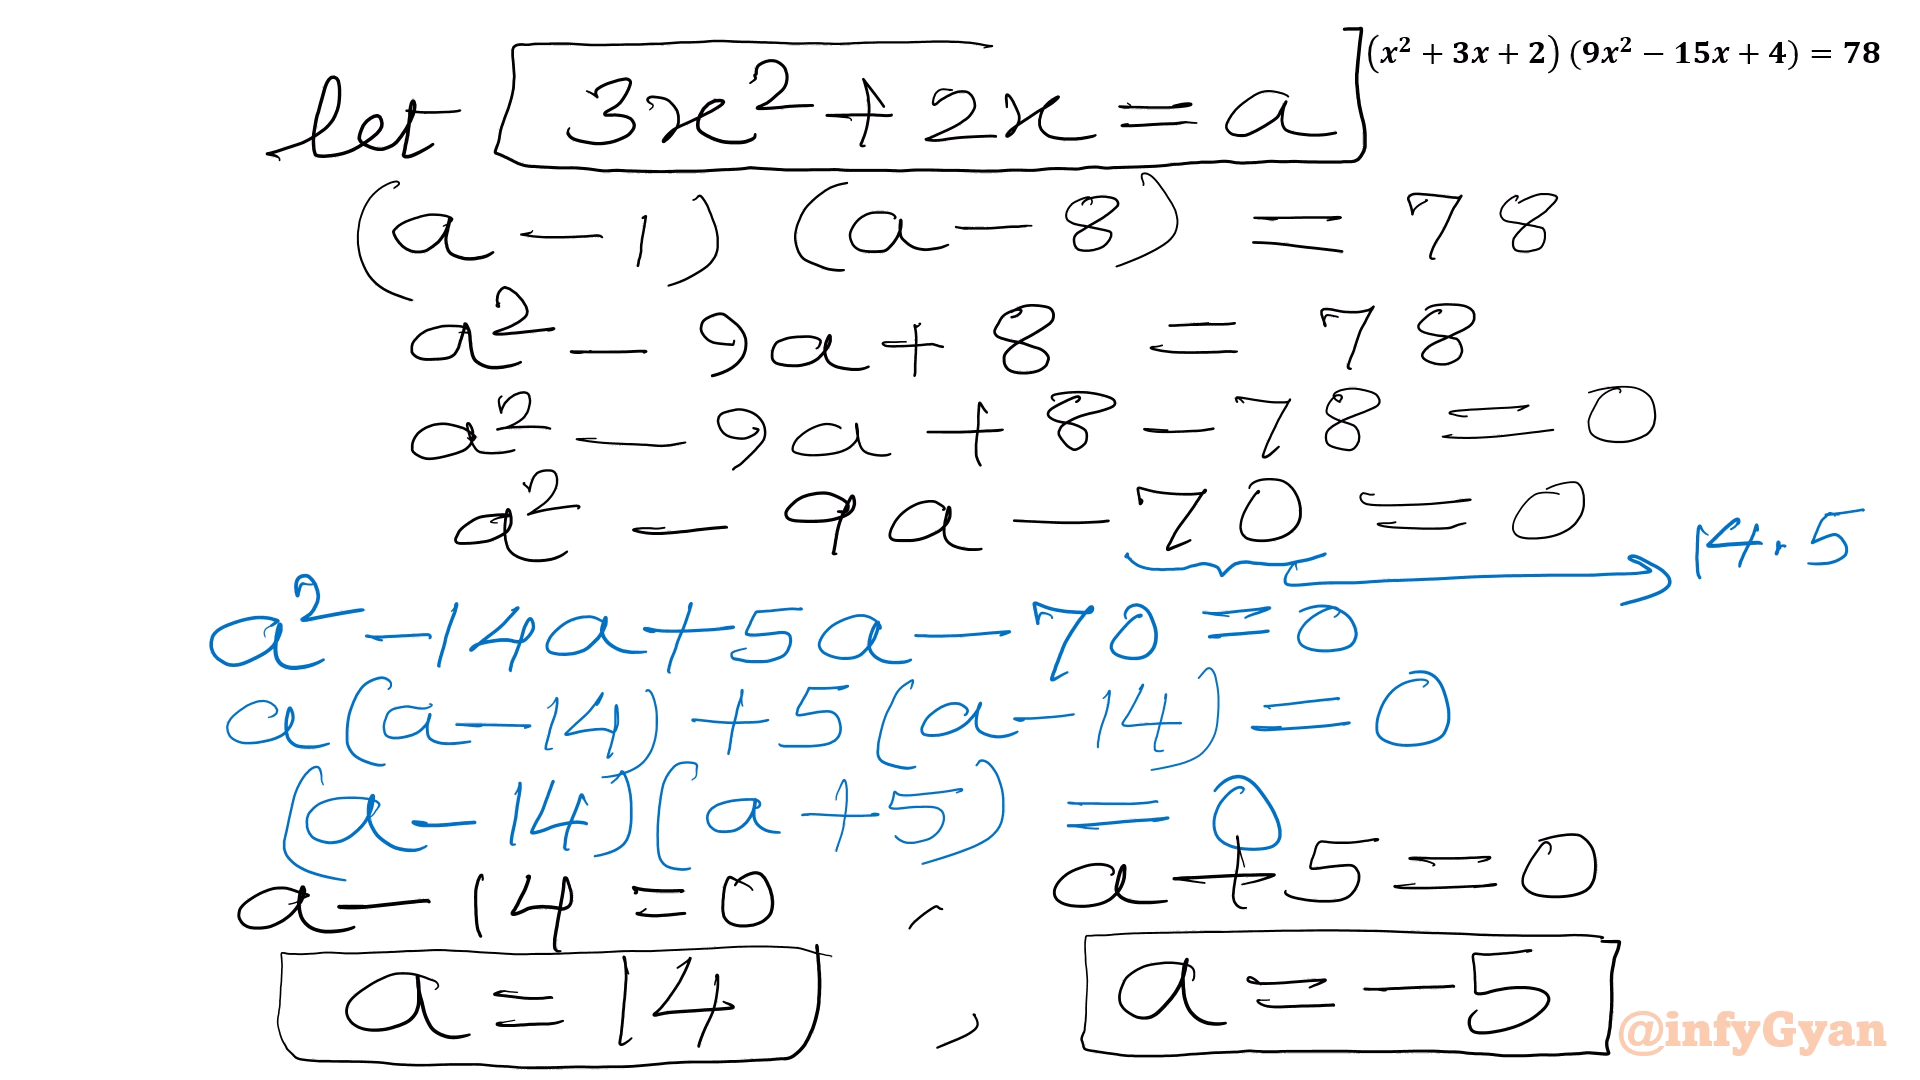 (x² + 3x + 2) (9x² − 15x + 4) = 78
let 3x² + 2x = a
(a − 1) (a − 8) = 78
a² − 9a + 8 = 78
a² − 9a + 8 − 78 = 0
a² − 9a − 70 = 0
14.5
a² − 14a + 5a − 70 = 0
a(a − 14) + 5(a − 14) = 0
(a − 14)(a + 5) = 0
a − 14 = 0 , a + 5 = 0
a = 14 , a = −5
@infyGyan